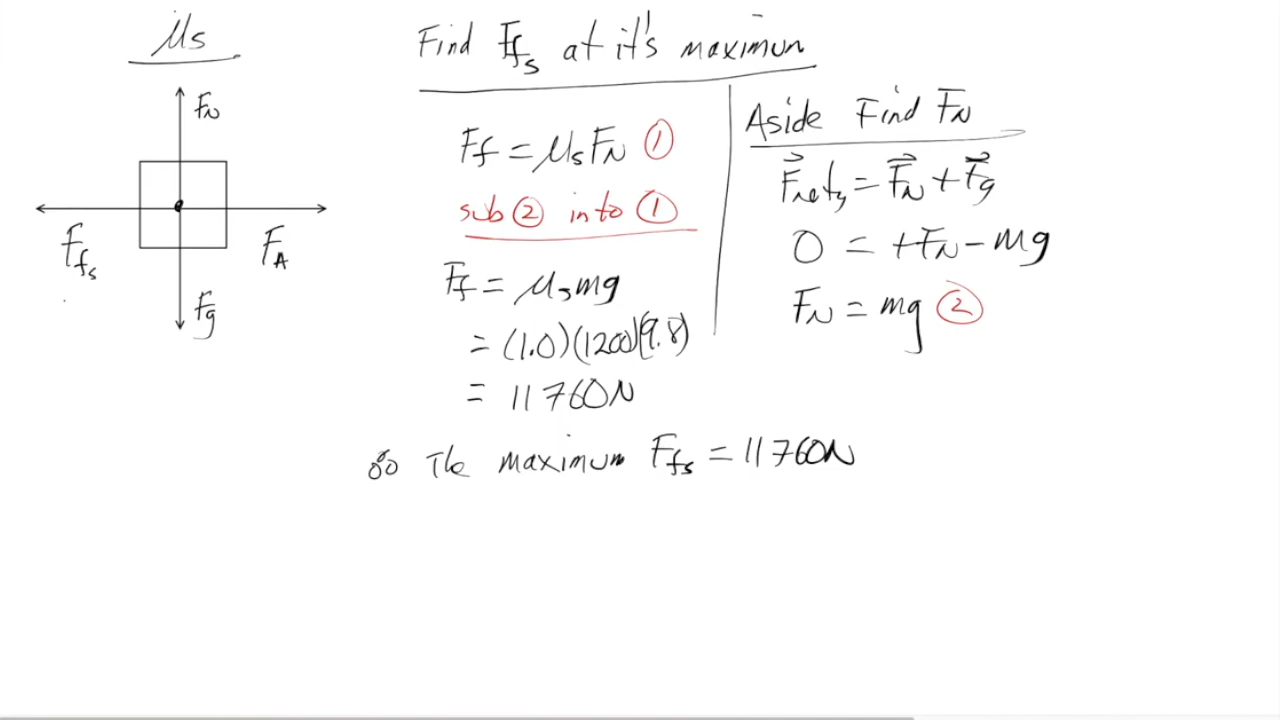 μs
FN
Ffs
FA
Fg
Find Ffs at it's maximun
Ff = μsFN ①
sub ② into ①
Ff = μsmg
= (1.0)(1200)(9.8)
= 11760N
Aside Find FN
F⃗nety = F⃗N + F⃗g
0 = +FN - mg
FN = mg ②
∴ The maximum Ffs = 11760N